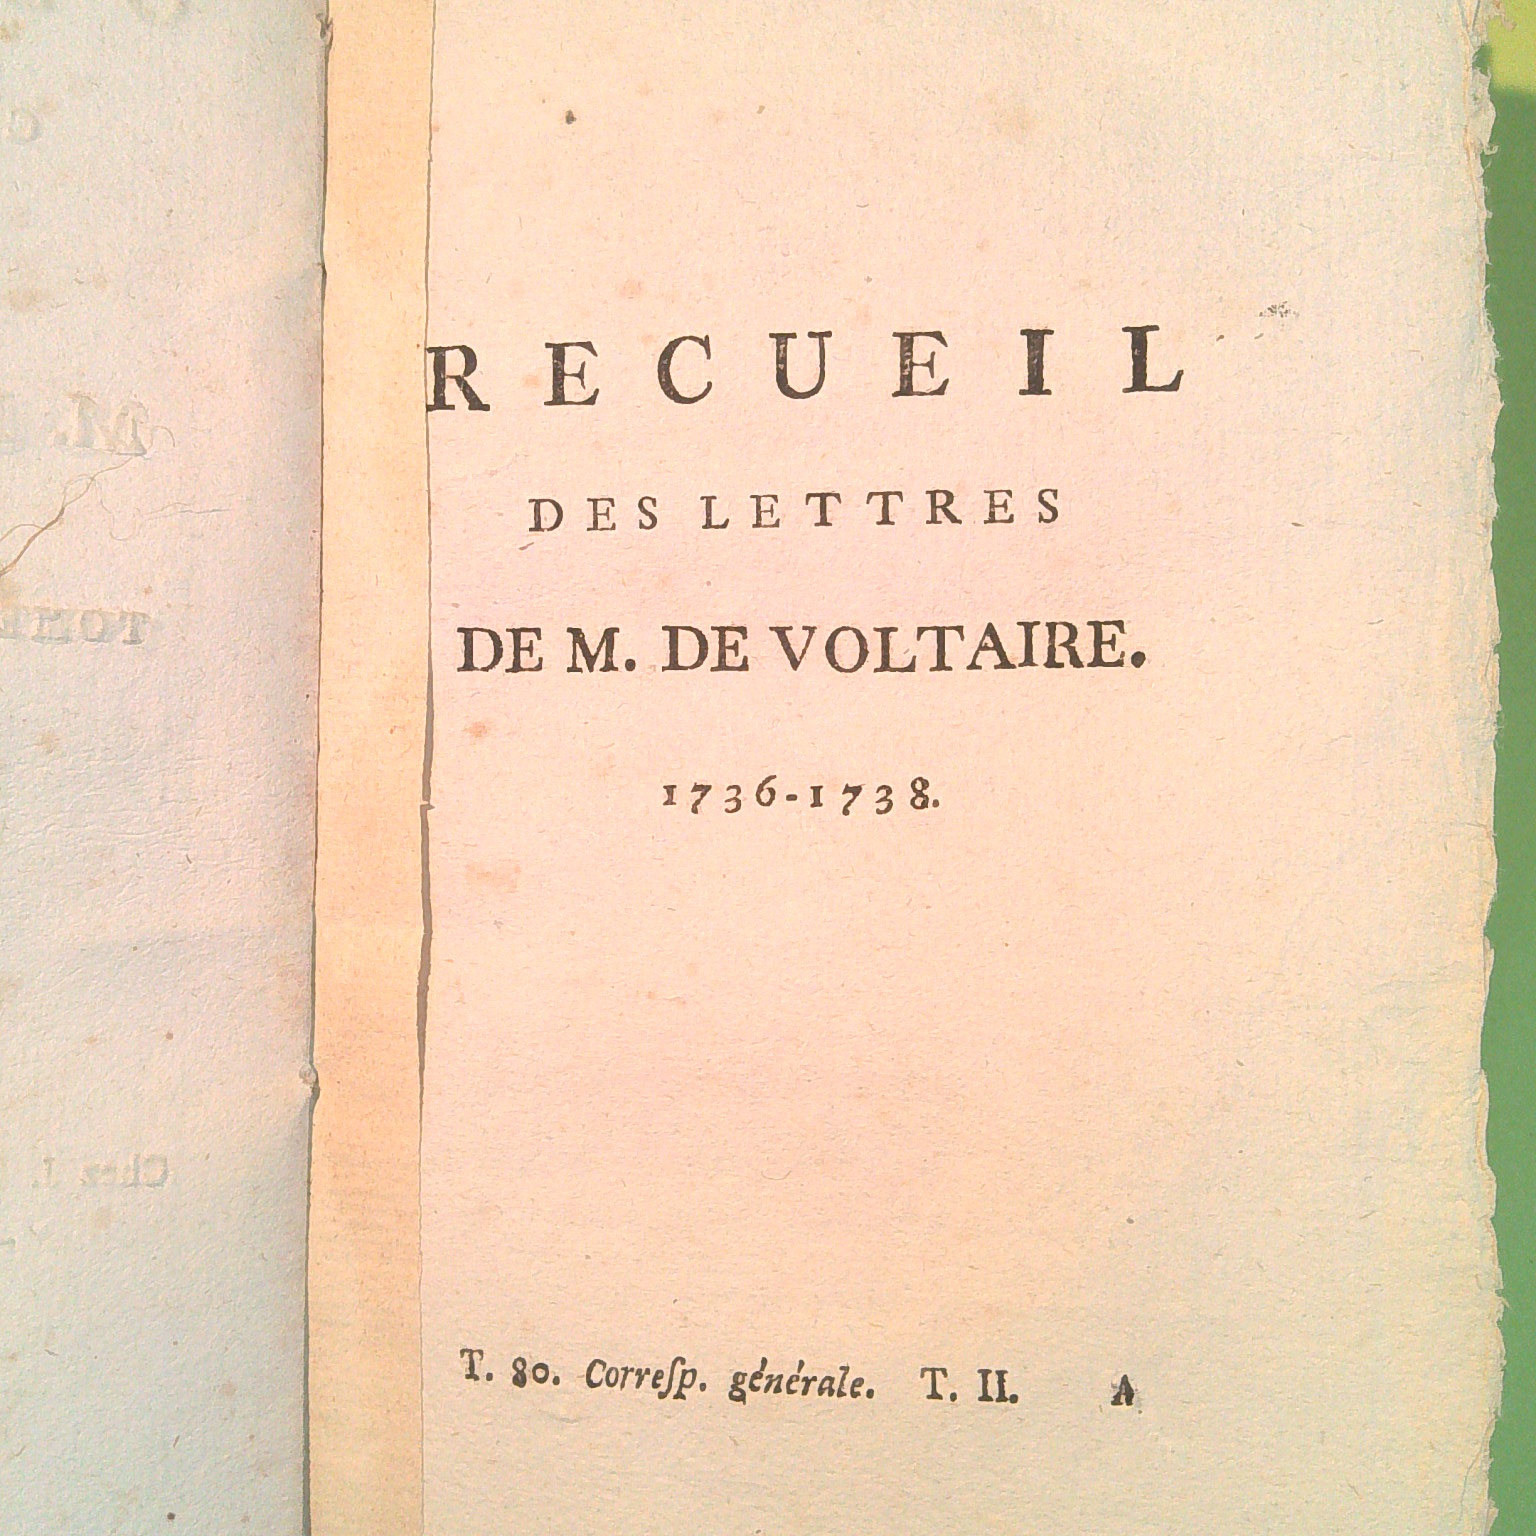 RECUEIL
DES LETTRES
DE M. DE VOLTAIRE.
1736-1738.
T. 80. Correſp. générale. T. II. A